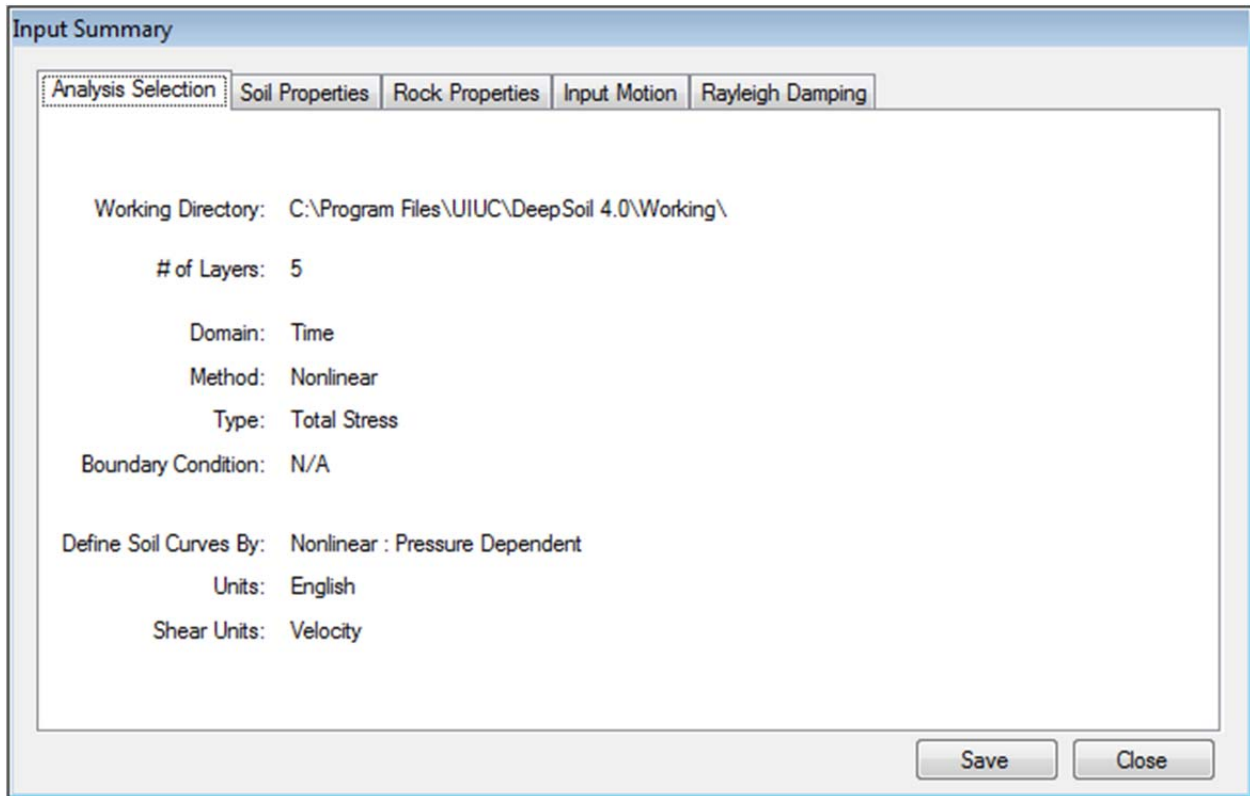 Input Summary
Analysis Selection Soil Properties Rock Properties Input Motion Rayleigh Damping
Working Directory: C:\Program Files\UIUC\DeepSoil 4.0\Working\
# of Layers: 5
Domain: Time
Method: Nonlinear
Type: Total Stress
Boundary Condition: N/A
Define Soil Curves By: Nonlinear : Pressure Dependent
Units: English
Shear Units: Velocity
Save Close